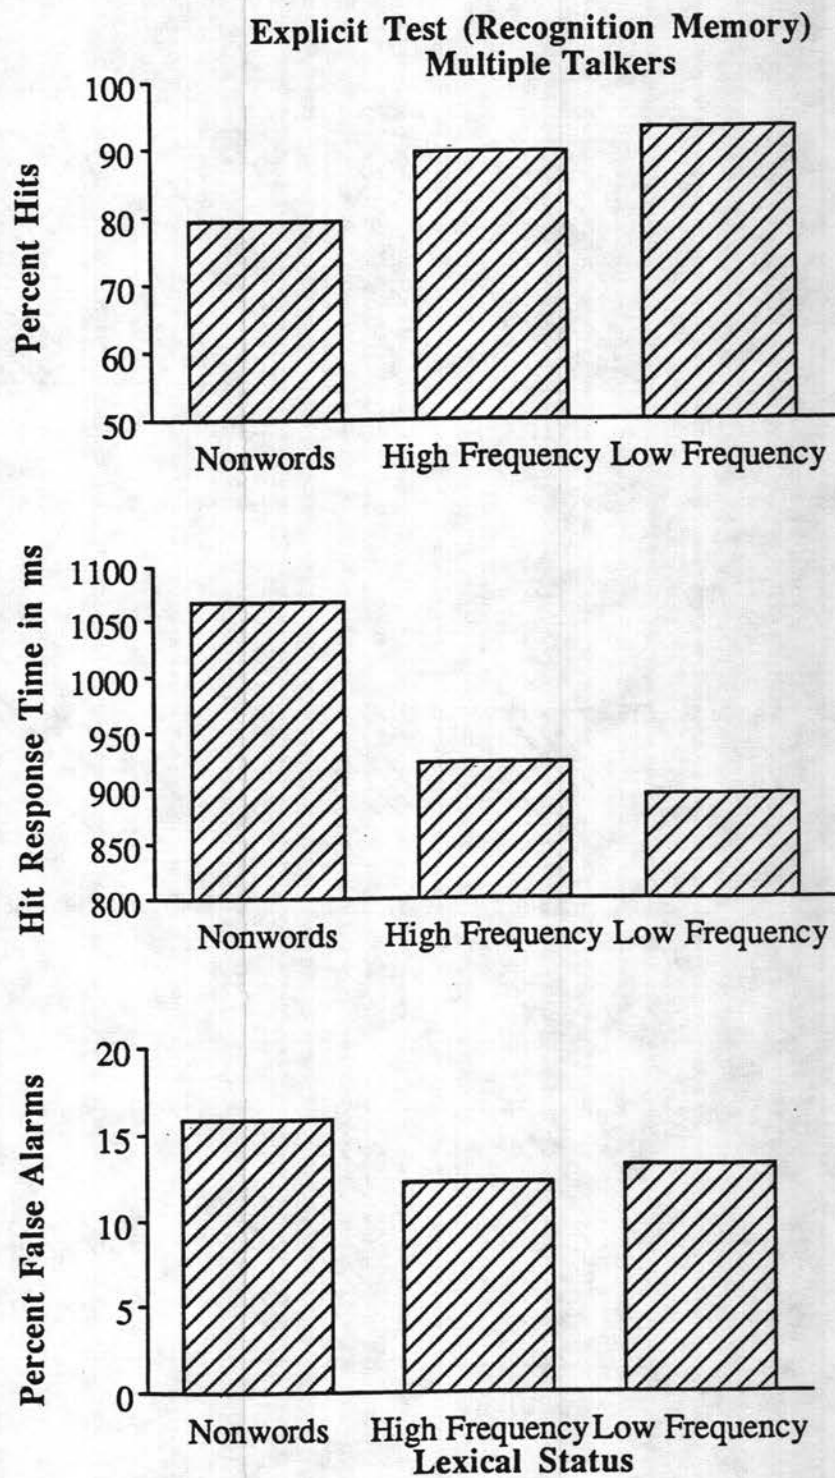 Explicit Test (Recognition Memory)
Multiple Talkers
Percent Hits
100
90
80
70
60
50
Nonwords High Frequency Low Frequency
Hit Response Time in ms
1100
1050
1000
950
900
850
800
Nonwords High Frequency Low Frequency
Percent False Alarms
20
15
10
5
0
Nonwords High Frequency Low Frequency
Lexical Status